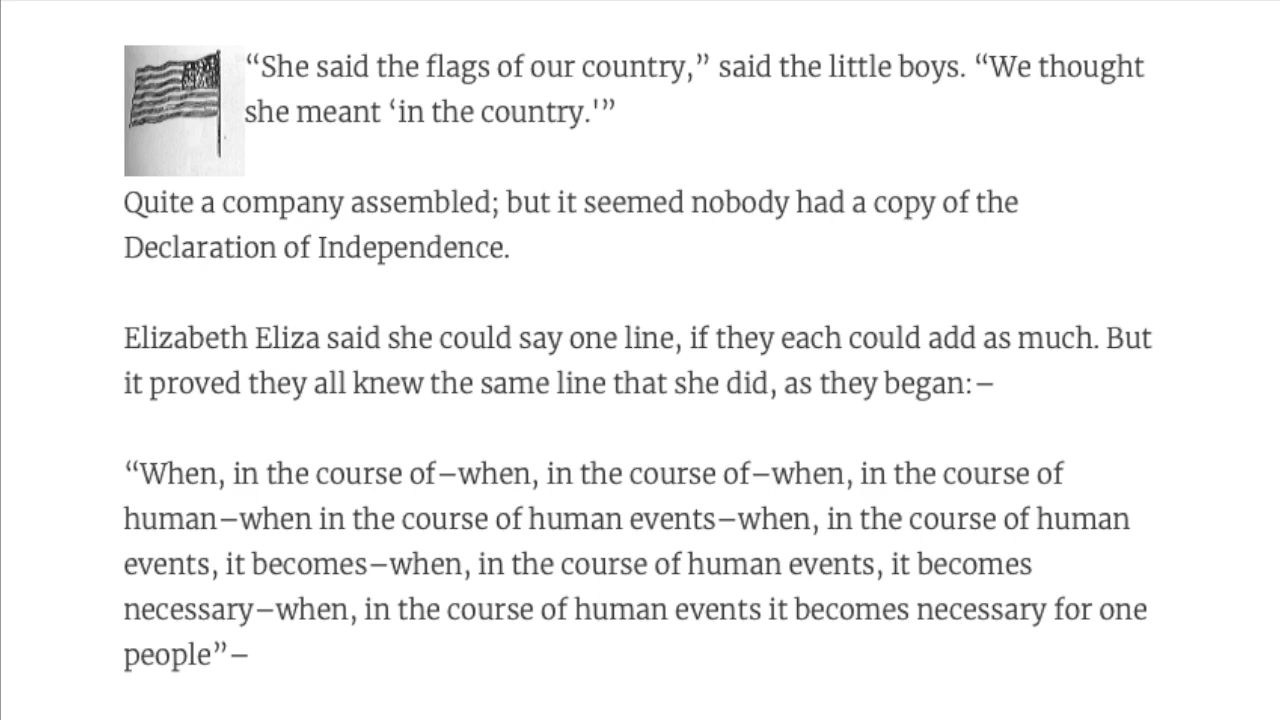 “She said the flags of our country,” said the little boys. “We thought
she meant ‘in the country.'”
Quite a company assembled; but it seemed nobody had a copy of the
Declaration of Independence.
Elizabeth Eliza said she could say one line, if they each could add as much. But
it proved they all knew the same line that she did, as they began:–
“When, in the course of–when, in the course of–when, in the course of
human–when in the course of human events–when, in the course of human
events, it becomes–when, in the course of human events, it becomes
necessary–when, in the course of human events it becomes necessary for one
people”–